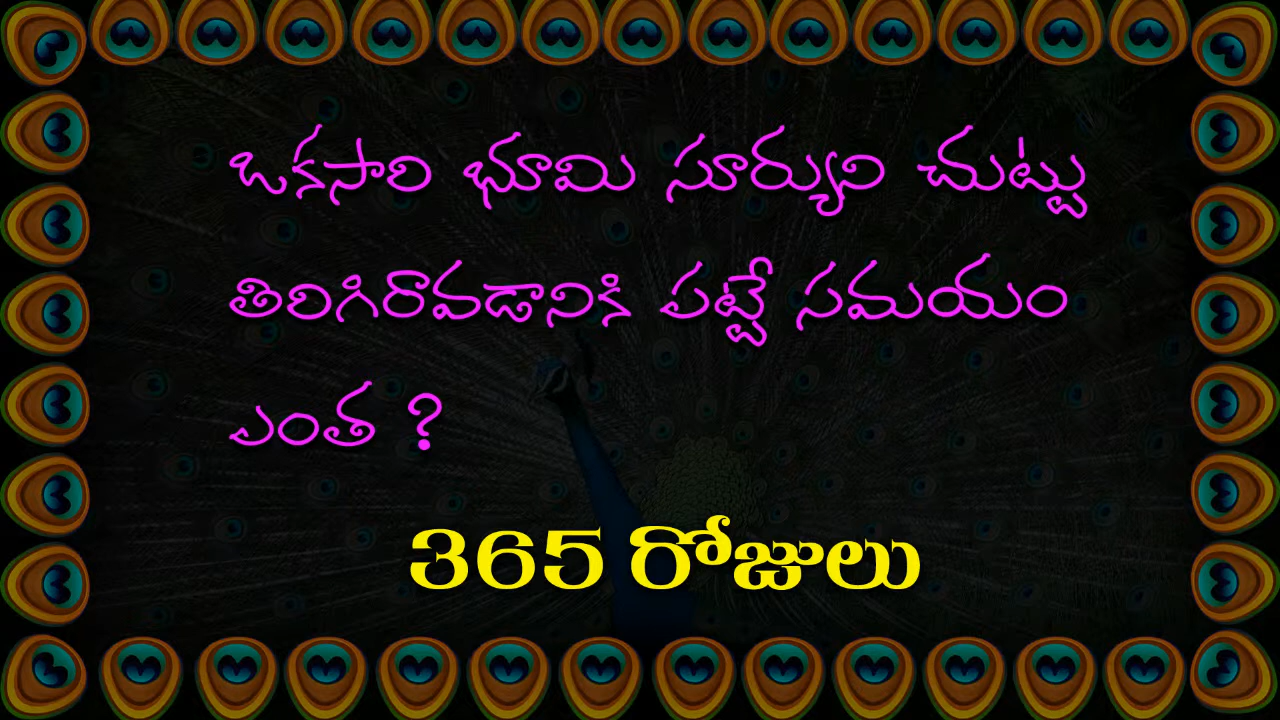 ఒకసారి భూమి సూర్యుని చుట్టు
తిరిగిరావడానికి పట్టే సమయం
ఎంత ?
365 రోజులు